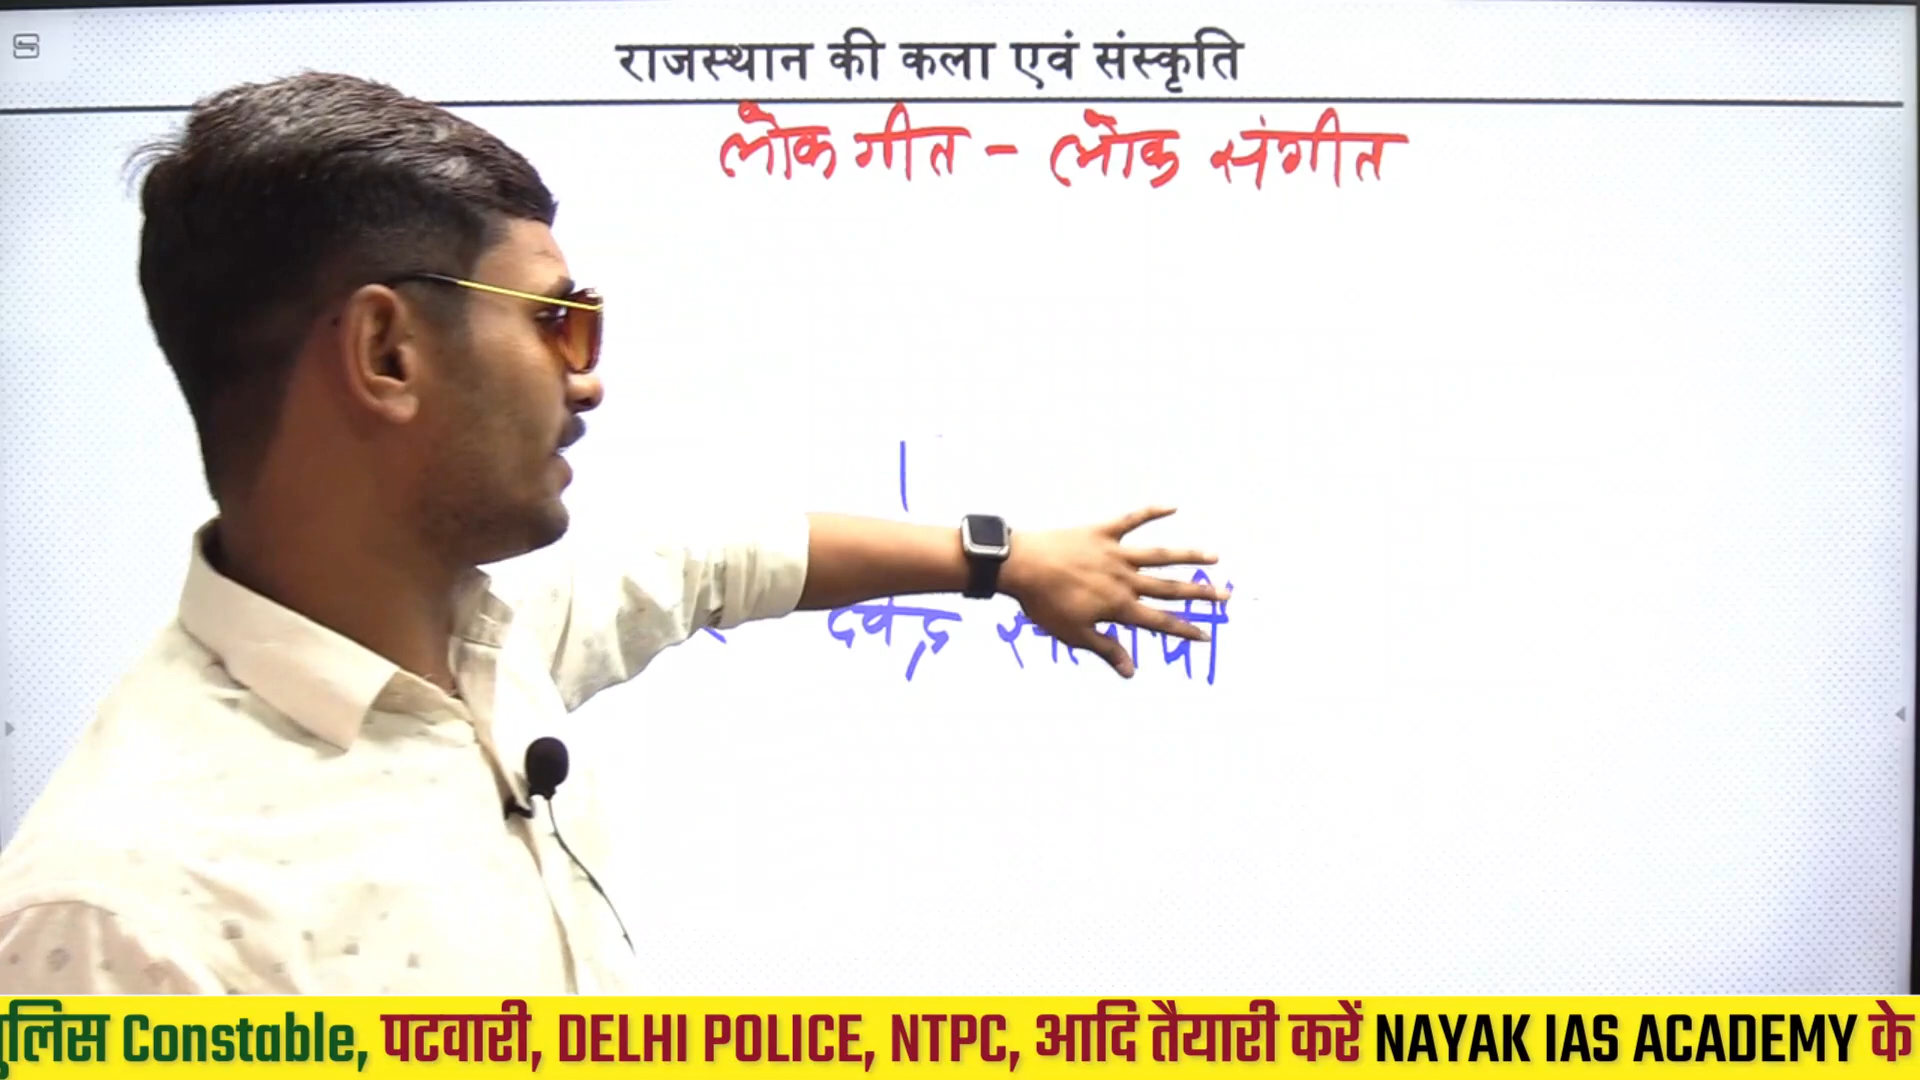 राजस्थान की कला एवं संस्कृति
लोक गीत - लोक संगीत
Constable, पटवारी, DELHI POLICE, NTPC, आदि तैयारी करें NAYAK IAS ACADEMY के